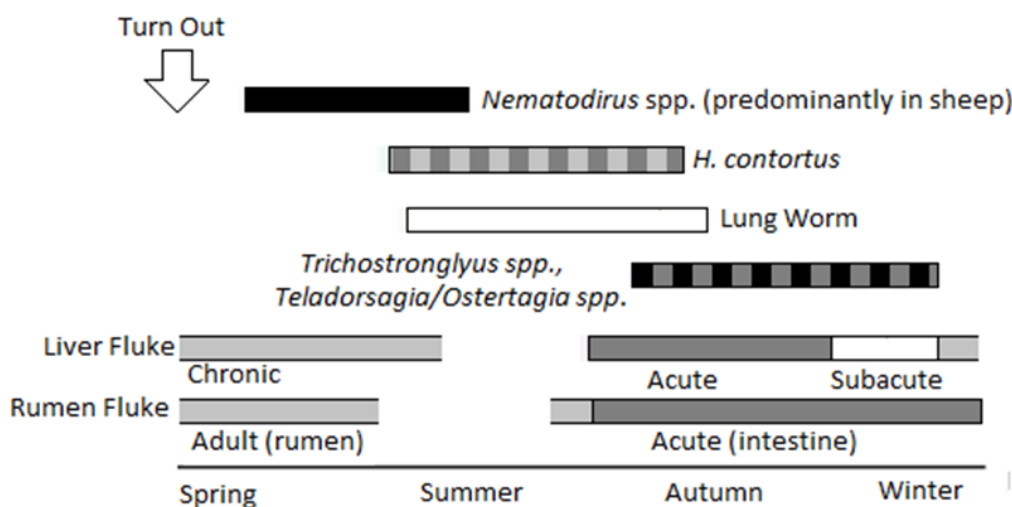 Turn Out
Nematodirus spp. (predominantly in sheep)
H. contortus
Lung Worm
Trichostronglyus spp.,
Teladorsagia/Ostertagia spp.
Liver Fluke
Chronic
Acute
Subacute
Rumen Fluke
Adult (rumen)
Acute (intestine)
Spring
Summer
Autumn
Winter